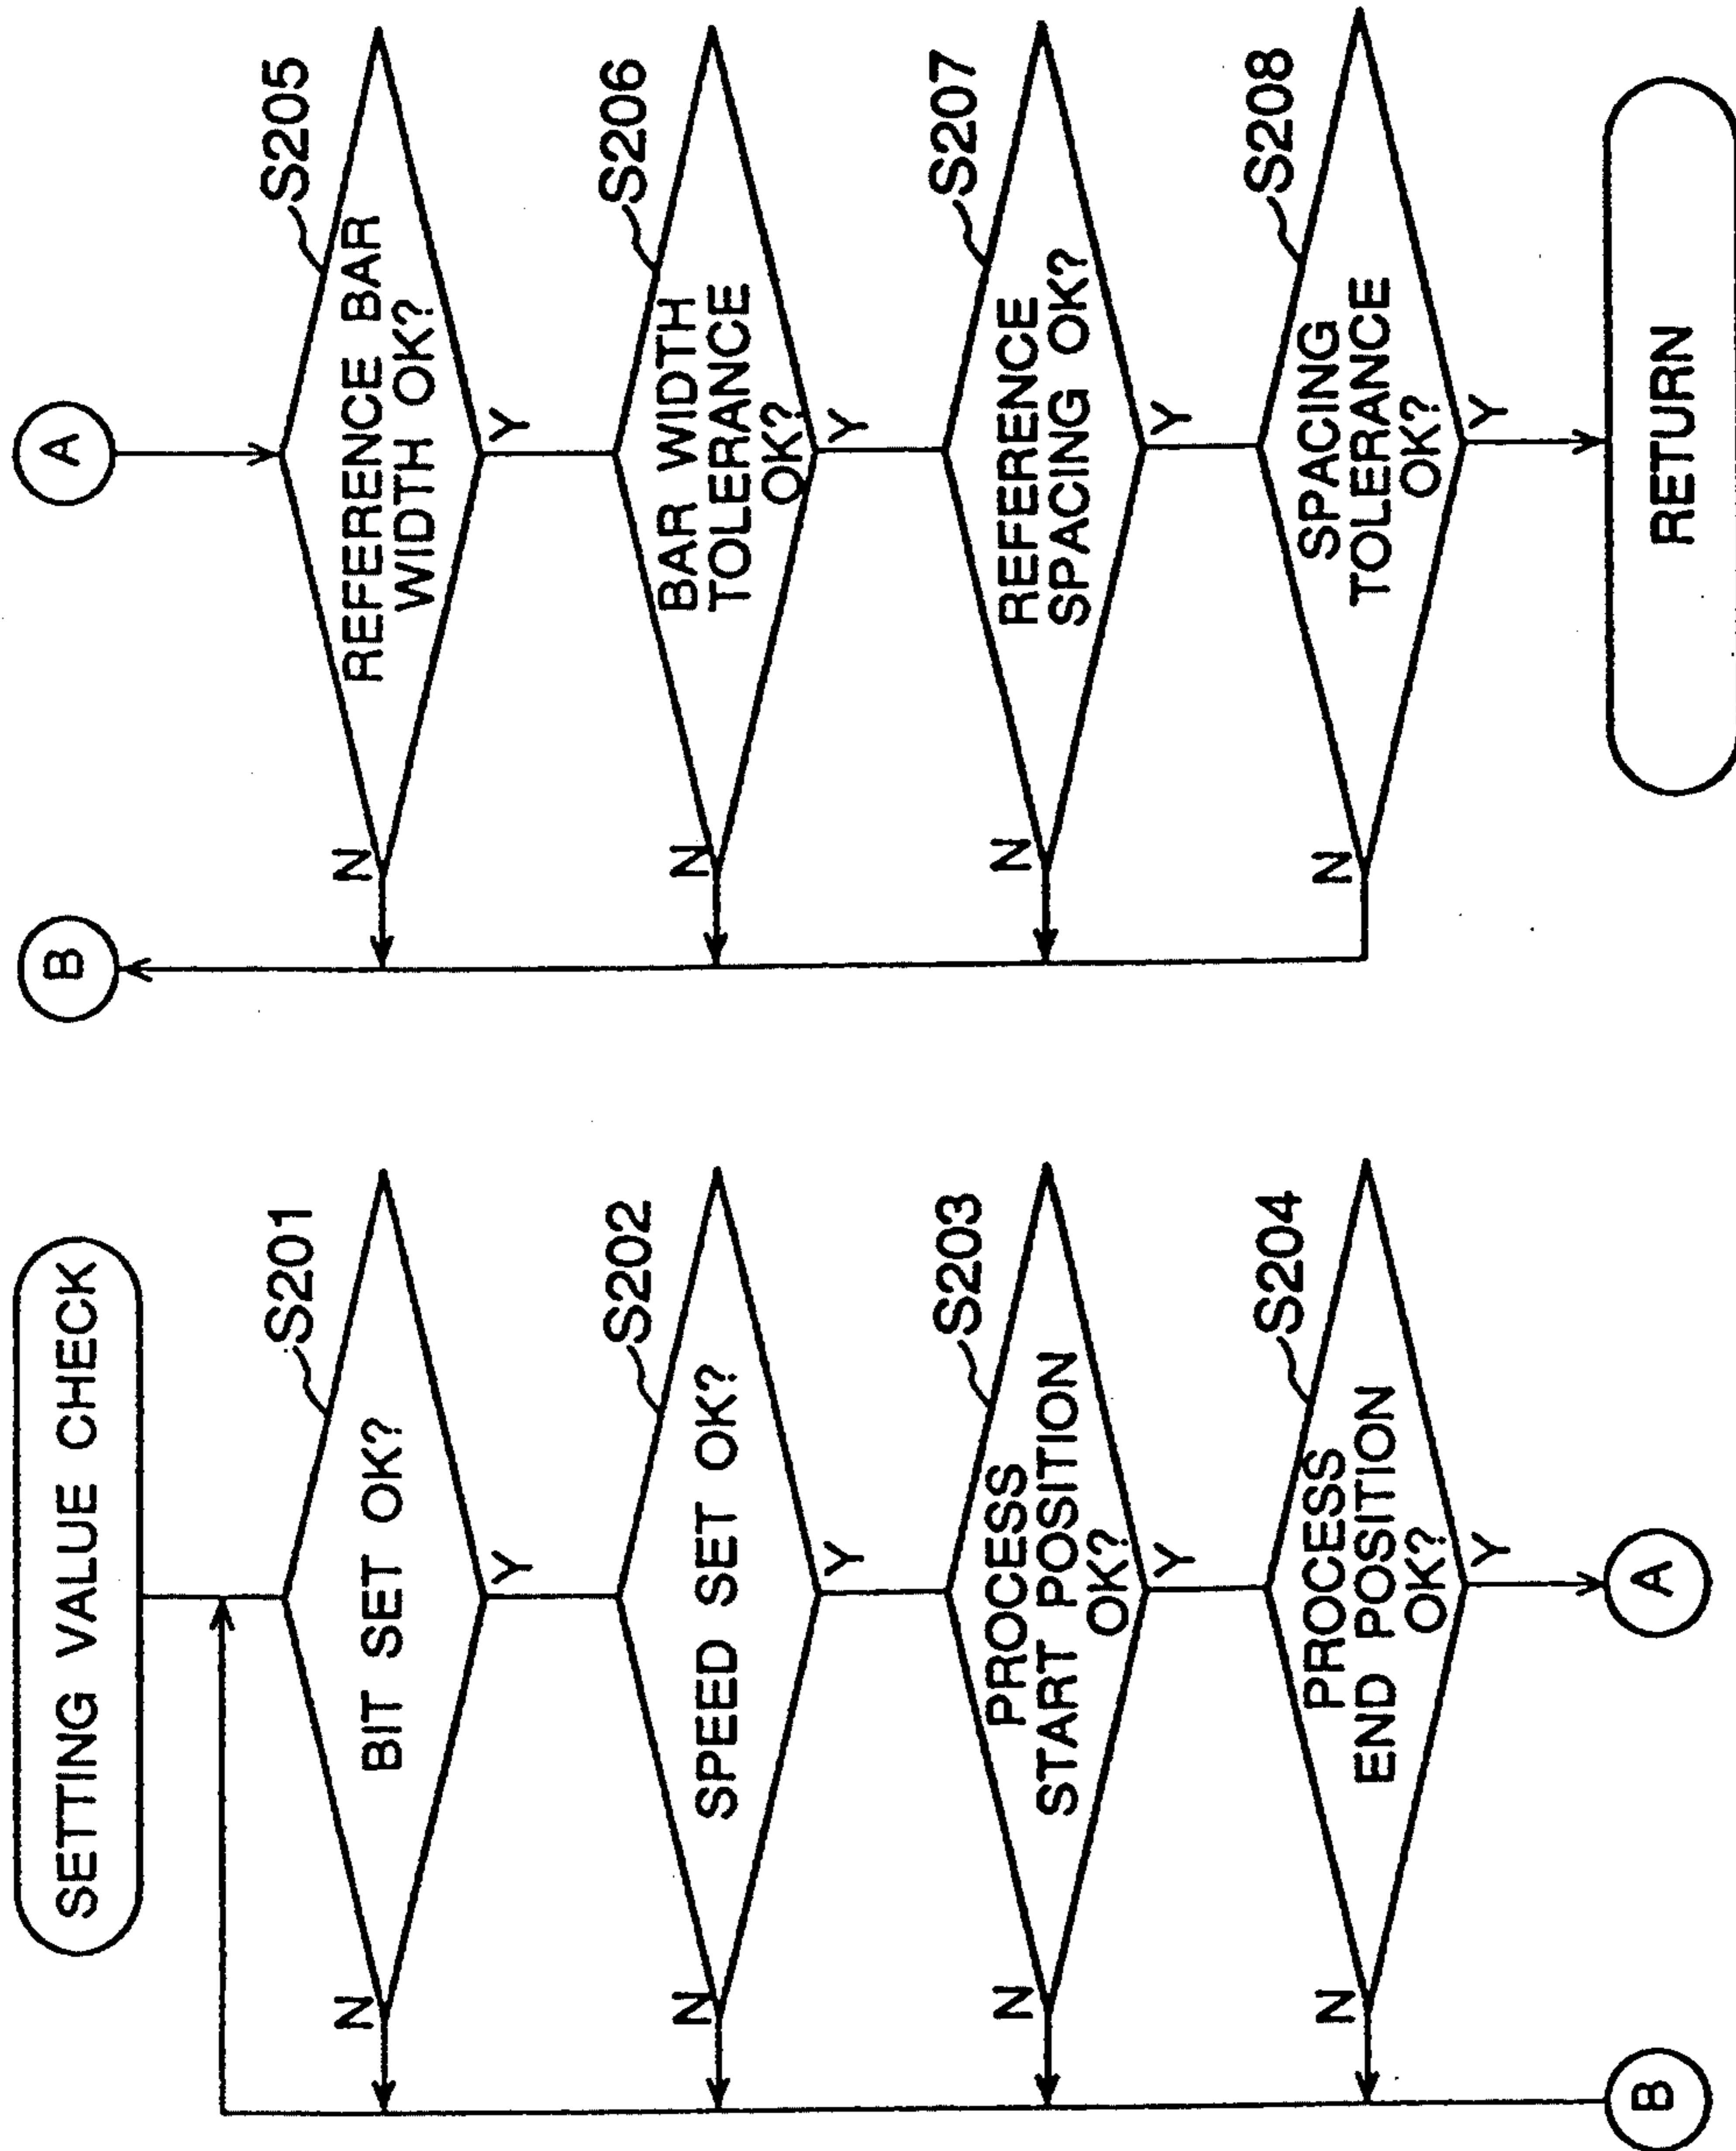 SETTING VALUE CHECK
S201
BIT SET OK?
N
Y
S202
SPEED SET OK?
N
Y
S203
PROCESS
START POSITION
OK?
N
Y
S204
PROCESS
END POSITION
OK?
N
Y
B
A
B
A
S205
REFERENCE BAR
WIDTH OK?
N
Y
S206
BAR WIDTH
TOLERANCE
OK?
N
Y
S207
REFERENCE
SPACING OK?
N
Y
S208
SPACING
TOLERANCE
OK?
N
Y
RETURN